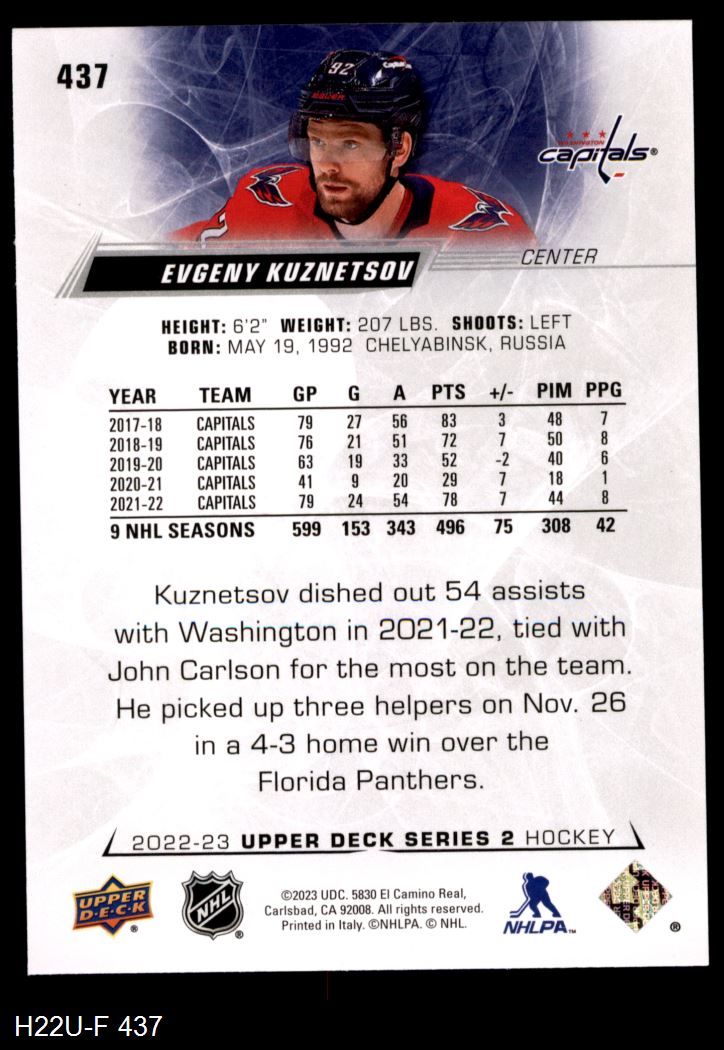 437
92
BAUER
Capitals
WASHINGTON
capitals®
EVGENY KUZNETSOV
CENTER
HEIGHT: 6'2" WEIGHT: 207 LBS. SHOOTS: LEFT
BORN: MAY 19, 1992 CHELYABINSK, RUSSIA
YEAR TEAM GP G A PTS +/- PIM PPG
2017-18 CAPITALS 79 27 56 83 3 48 7
2018-19 CAPITALS 76 21 51 72 7 50 8
2019-20 CAPITALS 63 19 33 52 -2 40 6
2020-21 CAPITALS 41 9 20 29 7 18 1
2021-22 CAPITALS 79 24 54 78 7 44 8
9 NHL SEASONS 599 153 343 496 75 308 42
Kuznetsov dished out 54 assists
with Washington in 2021-22, tied with
John Carlson for the most on the team.
He picked up three helpers on Nov. 26
in a 4-3 home win over the
Florida Panthers.
2022-23 UPPER DECK SERIES 2 HOCKEY
UPPER
D·E·C·K
®
NHL
®
©2023 UDC. 5830 El Camino Real,
Carlsbad, CA 92008. All rights reserved.
Printed in Italy. ©NHLPA. © NHL.
NHLPA™
®
H22U-F 437